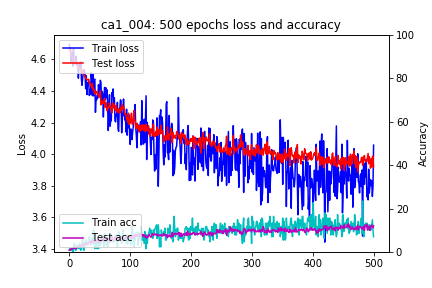 ca1_004: 500 epochs loss and accuracy
Train loss
Test loss
Train acc
Test acc
Loss
4.6
4.4
4.2
4.0
3.8
3.6
3.4
Accuracy
100
80
60
40
20
0
0
100
200
300
400
500